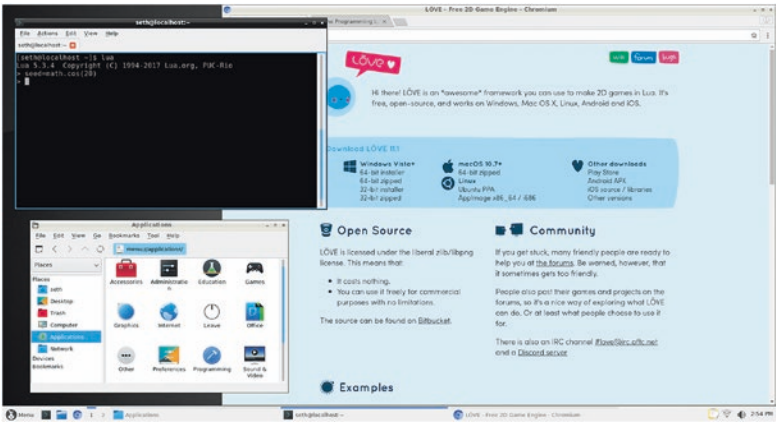 LÖVE - Free 2D Game Engine - Chromium
seth@localhost:~
File Actions Edit View Help
seth@localhost: ~
[seth@localhost ~]$ lua
Lua 5.3.4 Copyright (C) 1994-2017 Lua.org, PUC-Rio
> seed=math.cos(20)
>
Programming L
LÖVE
wiki forum bugs
Hi there! LÖVE is an *awesome* framework you can use to make 2D games in Lua. It's
free, open-source, and works on Windows, Mac OS X, Linux, Android and iOS.
Download LÖVE
Windows Vista+
64-bit installer
64-bit zipped
32-bit installer
32-bit zipped
macOS 10.7+
64-bit zipped
Linux
Ubuntu PPA
AppImage x86_64 / i686
Other downloads
Play Store
Android APK
iOS source / libraries
Other versions
Open Source
LÖVE is licensed under the liberal zlib/libpng
license. This means that:
• It costs nothing.
• You can use it freely for commercial
purposes with no limitations.
The source can be found on Bitbucket.
Community
If you get stuck, many friendly people are ready to
help you at the forums. Be warned, however, that
it sometimes gets too friendly.
People also post their games and projects on the
forums, so it's a nice way of exploring what LÖVE
can do. Or at least what people choose to use it
for.
There is also an IRC channel #love@irc.oftc.net
and a Discord server
Examples
Applications
File Edit View Go Bookmarks Tool Help
menu://applications/
Places
Places
seth
Desktop
Trash
Computer
Applications
Network
Devices
Bookmarks
Accessories
Administratio
n
Education
Games
Graphics
Internet
Leave
Office
Other
Preferences
Programming
Sound &
Video
Menu 1 2 Applications seth@localhost:~ LÖVE - Free 2D Game Engine - Chromium 2:54 PM